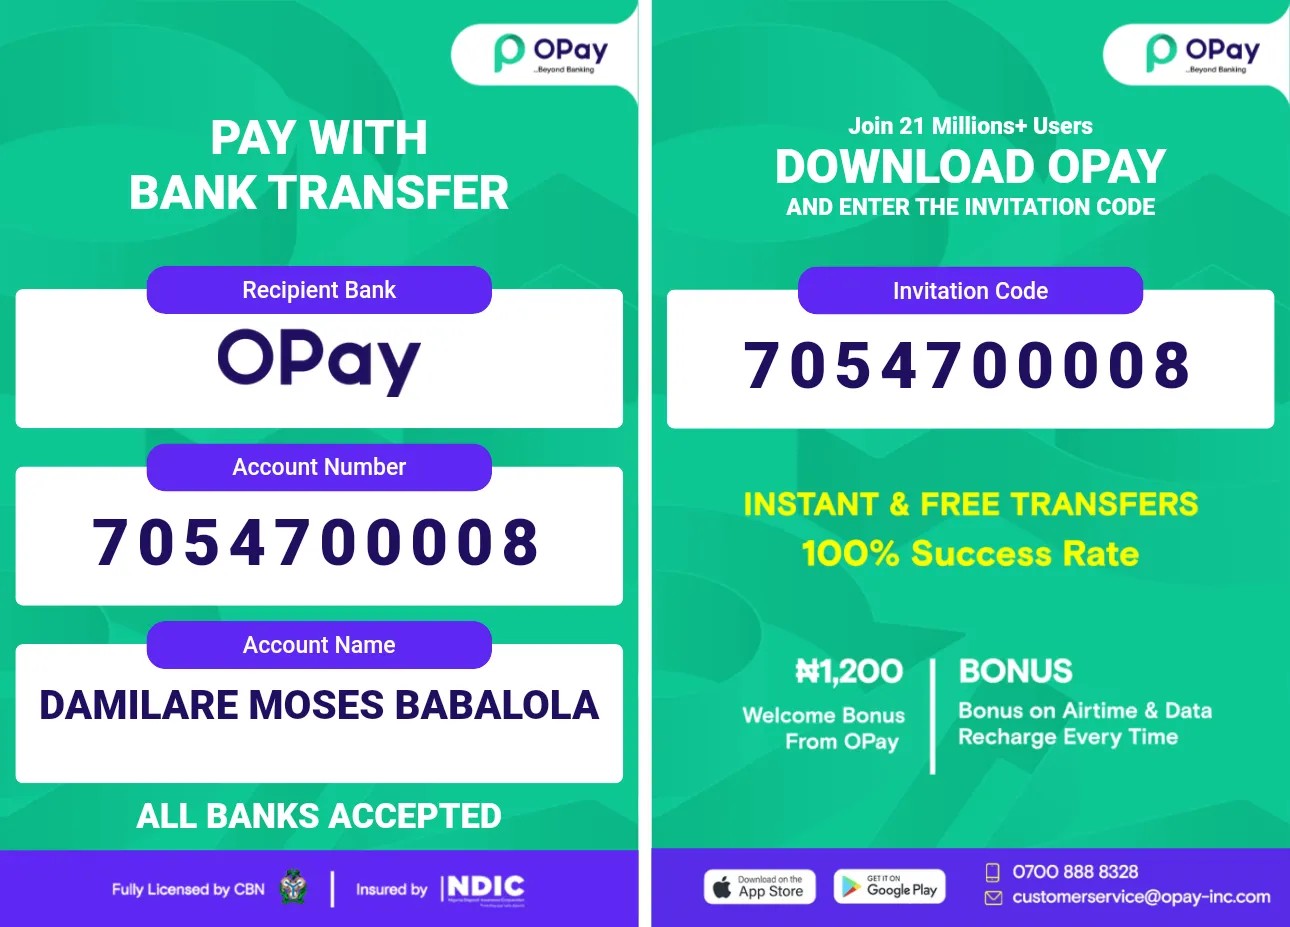 OPay
...Beyond Banking
PAY WITH
BANK TRANSFER
Recipient Bank
OPay
Account Number
7054700008
Account Name
DAMILARE MOSES BABALOLA
ALL BANKS ACCEPTED
Fully Licensed by CBN
Insured by NDIC
OPay
...Beyond Banking
Join 21 Millions+ Users
DOWNLOAD OPAY
AND ENTER THE INVITATION CODE
Invitation Code
7054700008
INSTANT & FREE TRANSFERS
100% Success Rate
₦1,200
Welcome Bonus
From OPay
BONUS
Bonus on Airtime & Data
Recharge Every Time
Download on the
App Store
GET IT ON
Google Play
0700 888 8328
customerservice@opay-inc.com